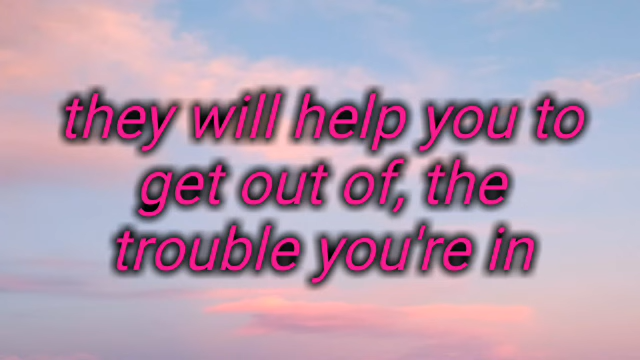 they will help you to
get out of, the
trouble you're in